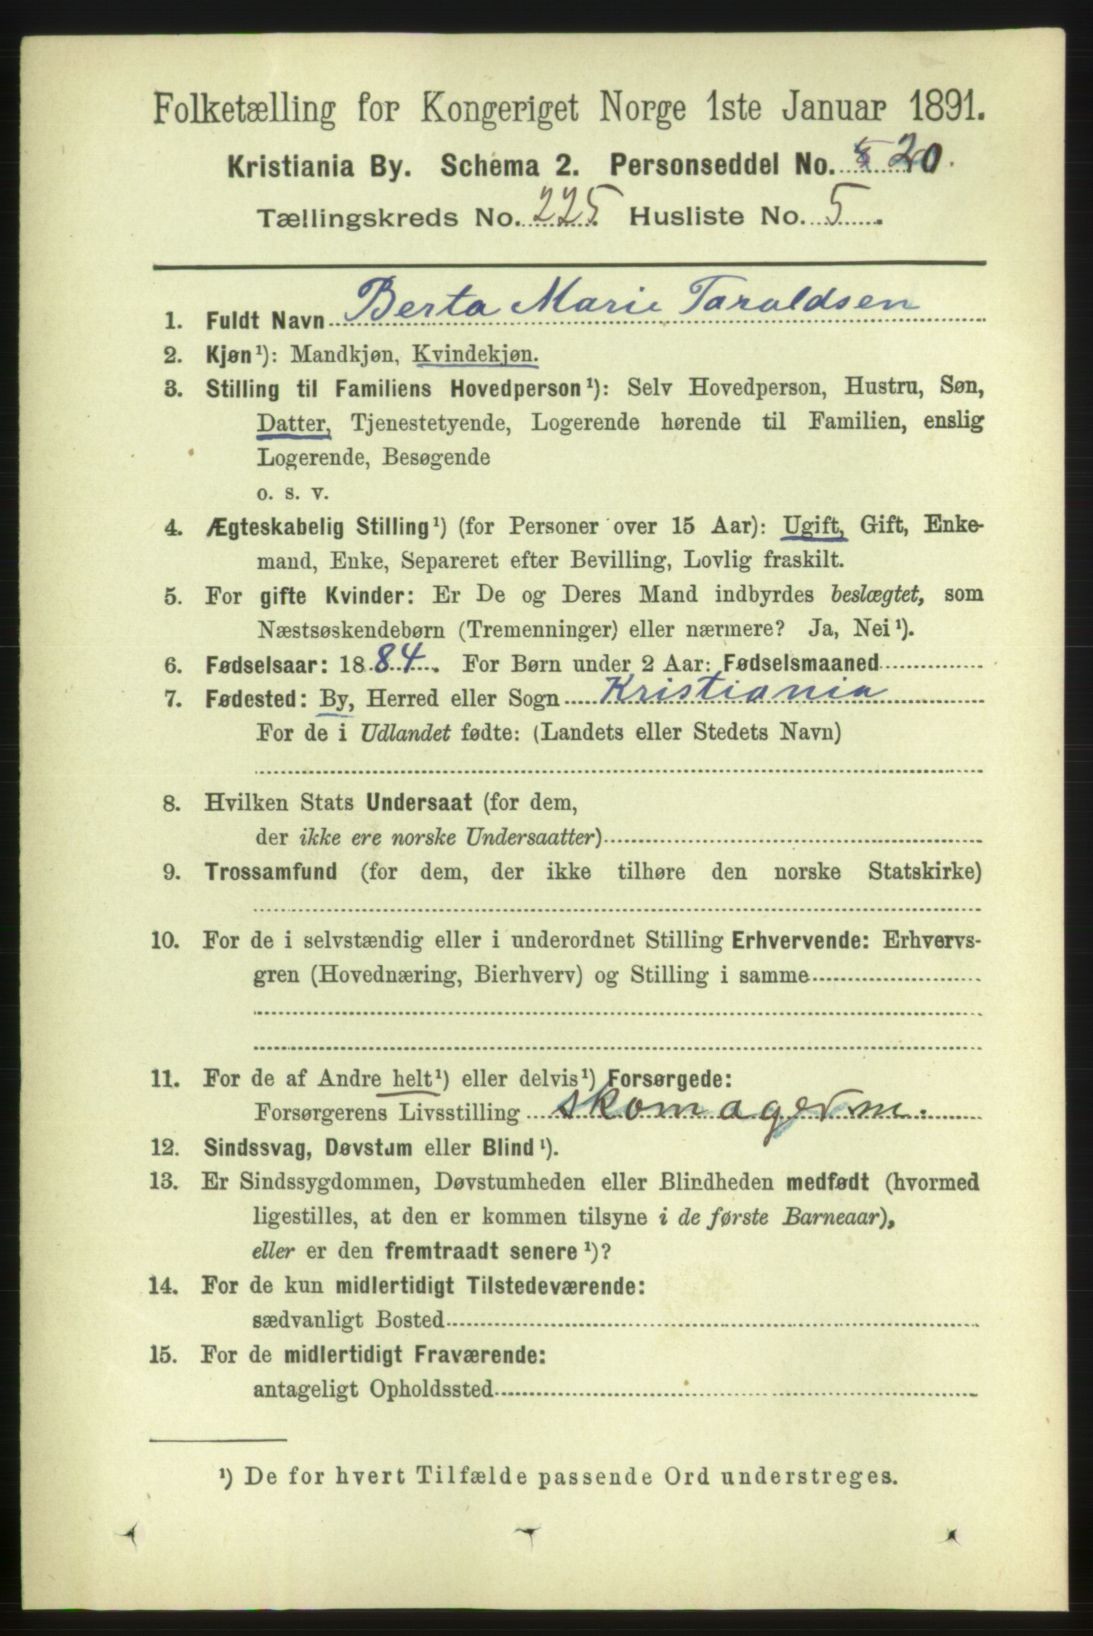 Folketælling for Kongeriget Norge 1ste Januar 1891.
Kristiania By. Schema 2. Personseddel No. 20.
Tællingskreds No. 225 Husliste No. 5.
1. Fuldt Navn Berta Marie Taraldsen
2. Kjøn¹): Mandkjøn, Kvindekjøn.
3. Stilling til Familiens Hovedperson¹): Selv Hovedperson, Hustru, Søn,
Datter, Tjenestetyende, Logerende hørende til Familien, enslig
Logerende, Besøgende
o. s. v.
4. Ægteskabelig Stilling¹) (for Personer over 15 Aar): Ugift, Gift, Enke-
mand, Enke, Separeret efter Bevilling, Lovlig fraskilt.
5. For gifte Kvinder: Er De og Deres Mand indbyrdes beslægtet, som
Næstsøskendebørn (Tremenninger) eller nærmere? Ja, Nei¹).
6. Fødselsaar: 1884. For Børn under 2 Aar: Fødselsmaaned
7. Fødested: By, Herred eller Sogn Kristiania
For de i Udlandet fødte: (Landets eller Stedets Navn)
8. Hvilken Stats Undersaat (for dem,
der ikke ere norske Undersaatter)
9. Trossamfund (for dem, der ikke tilhøre den norske Statskirke)
10. For de i selvstændig eller i underordnet Stilling Erhvervende: Erhvervs-
gren (Hovednæring, Bierhverv) og Stilling i samme
11. For de af Andre helt¹) eller delvis¹) Forsørgede:
Forsørgerens Livsstilling skomagerm.
12. Sindssvag, Døvstum eller Blind¹).
13. Er Sindssygdommen, Døvstumheden eller Blindheden medfødt (hvormed
ligestilles, at den er kommen tilsyne i de første Barneaar),
eller er den fremtraadt senere¹)?
14. For de kun midlertidigt Tilstedeværende:
sædvanligt Bosted
15. For de midlertidigt Fraværende:
antageligt Opholdssted
¹) De for hvert Tilfælde passende Ord understreges.